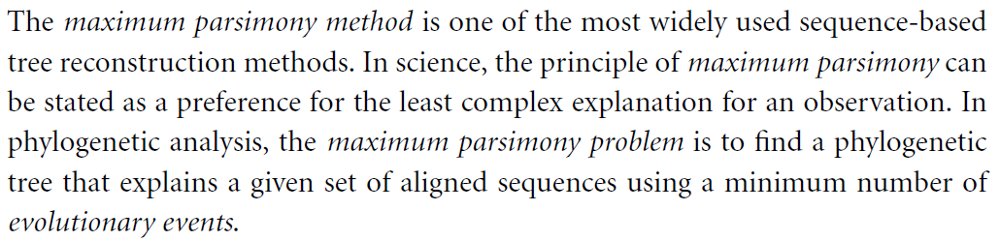 The maximum parsimony method is one of the most widely used sequence-based
tree reconstruction methods. In science, the principle of maximum parsimony can
be stated as a preference for the least complex explanation for an observation. In
phylogenetic analysis, the maximum parsimony problem is to find a phylogenetic
tree that explains a given set of aligned sequences using a minimum number of
evolutionary events.